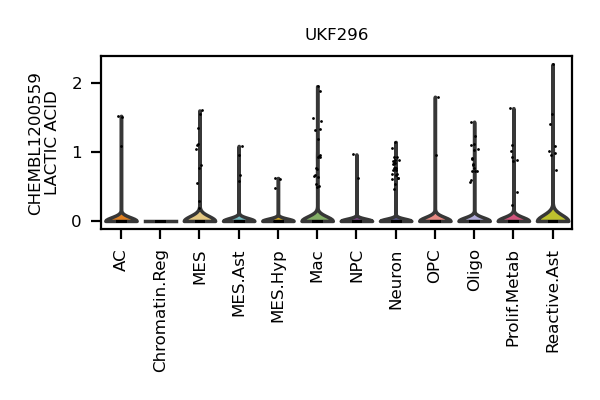 UKF296
CHEMBL1200559
LACTIC ACID
2
1
0
AC
Chromatin.Reg
MES
MES.Ast
MES.Hyp
Mac
NPC
Neuron
OPC
Oligo
Prolif.Metab
Reactive.Ast